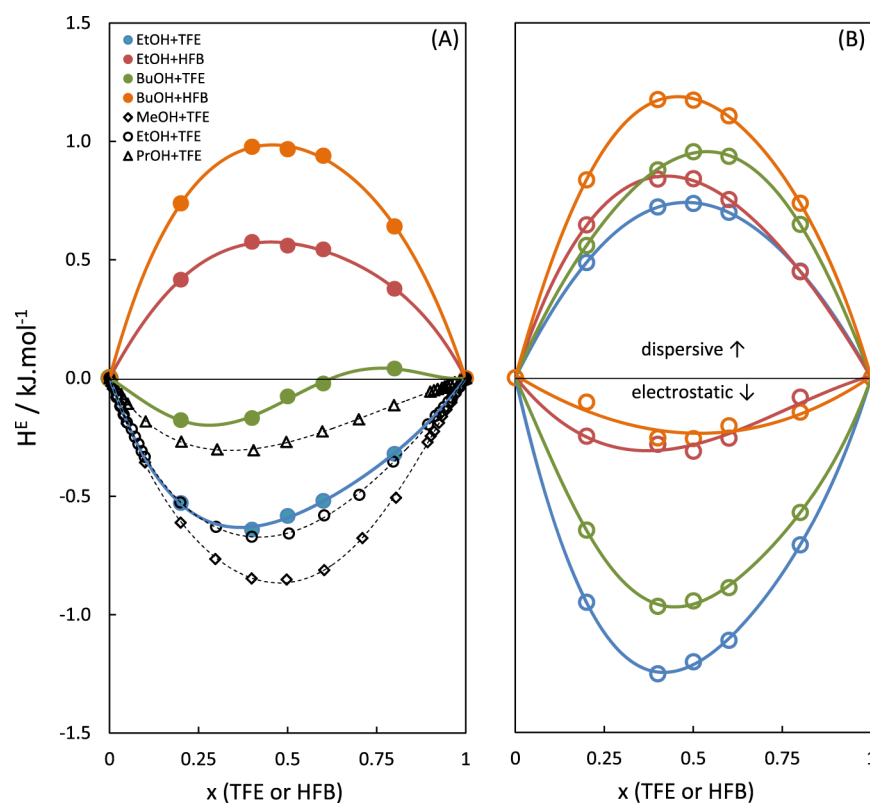 1.5
(A)
(B)
EtOH+TFE
EtOH+HFB
BuOH+TFE
BuOH+HFB
MeOH+TFE
EtOH+TFE
PrOH+TFE
1.0
0.5
dispersive ↑
0.0
electrostatic ↓
-0.5
-1.0
-1.5
H^E / kJ.mol^-1
0 0.25 0.5 0.75 1
0 0.25 0.5 0.75 1
x (TFE or HFB)
x (TFE or HFB)